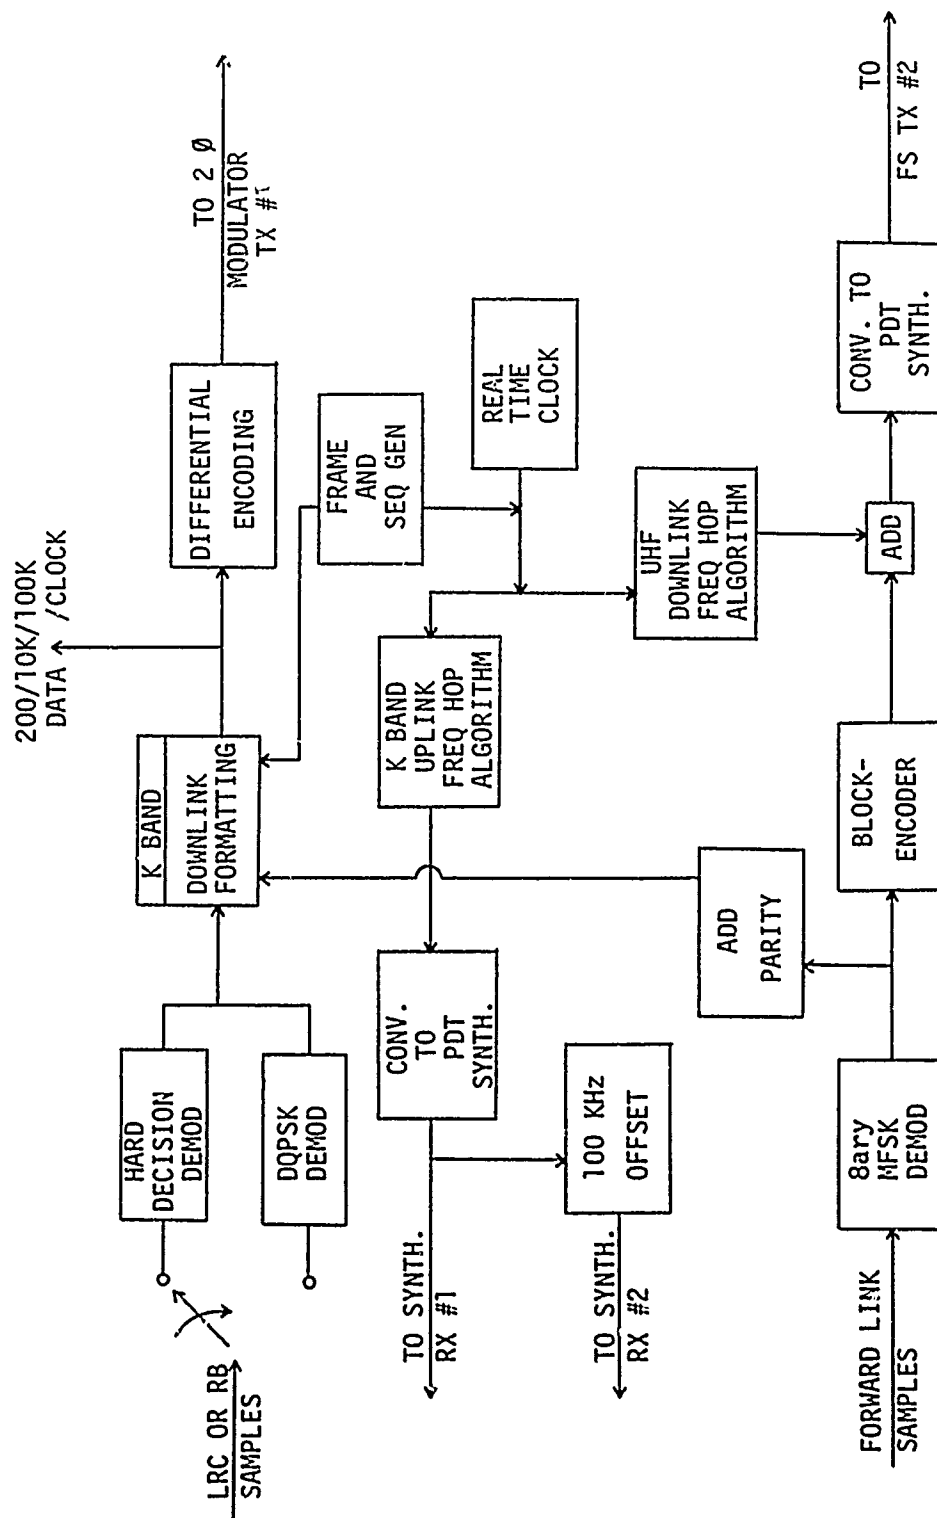 LRC OR RB
SAMPLES
HARD
DECISION
DEMOD
DQPSK
DEMOD
K BAND
DOWNLINK
FORMATTING
200/10K/100K
DATA /CLOCK
DIFFERENTIAL
ENCODING
TO 2 Ø
MODULATOR
TX #1
FRAME
AND
SEQ GEN
REAL
TIME
CLOCK
K BAND
UPLINK
FREQ HOP
ALGORITHM
CONV.
TO PDT
SYNTH.
TO SYNTH.
RX #1
100 KHz
OFFSET
TO SYNTH.
RX #2
UHF
DOWNLINK
FREQ HOP
ALGORITHM
ADD
PARITY
FORWARD LINK
SAMPLES
8ary
MFSK
DEMOD
BLOCK-
ENCODER
ADD
CONV. TO
PDT
SYNTH.
TO
FS TX #2